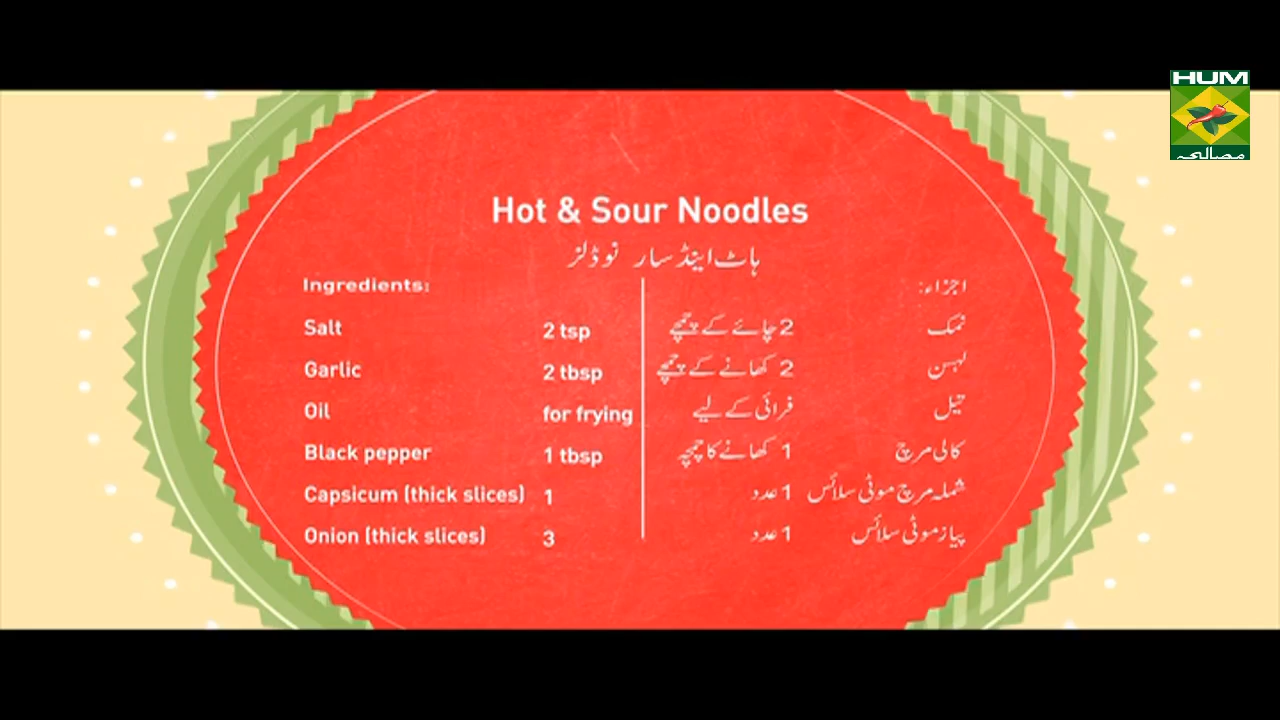 HUM
مصالحہ
Hot & Sour Noodles
ہاٹ اینڈ سار نوڈلز
Ingredients:
اجزاء:
Salt 2 tsp
نمک 2 چائے کے چمچے
Garlic 2 tbsp
لہسن 2 کھانے کے چمچے
Oil for frying
تیل فرائی کے لیے
Black pepper 1 tbsp
کالی مرچ 1 کھانے کا چمچہ
Capsicum (thick slices) 1
شملہ مرچ موٹی سلائس 1 عدد
Onion (thick slices) 3
پیاز موٹی سلائس 1 عدد